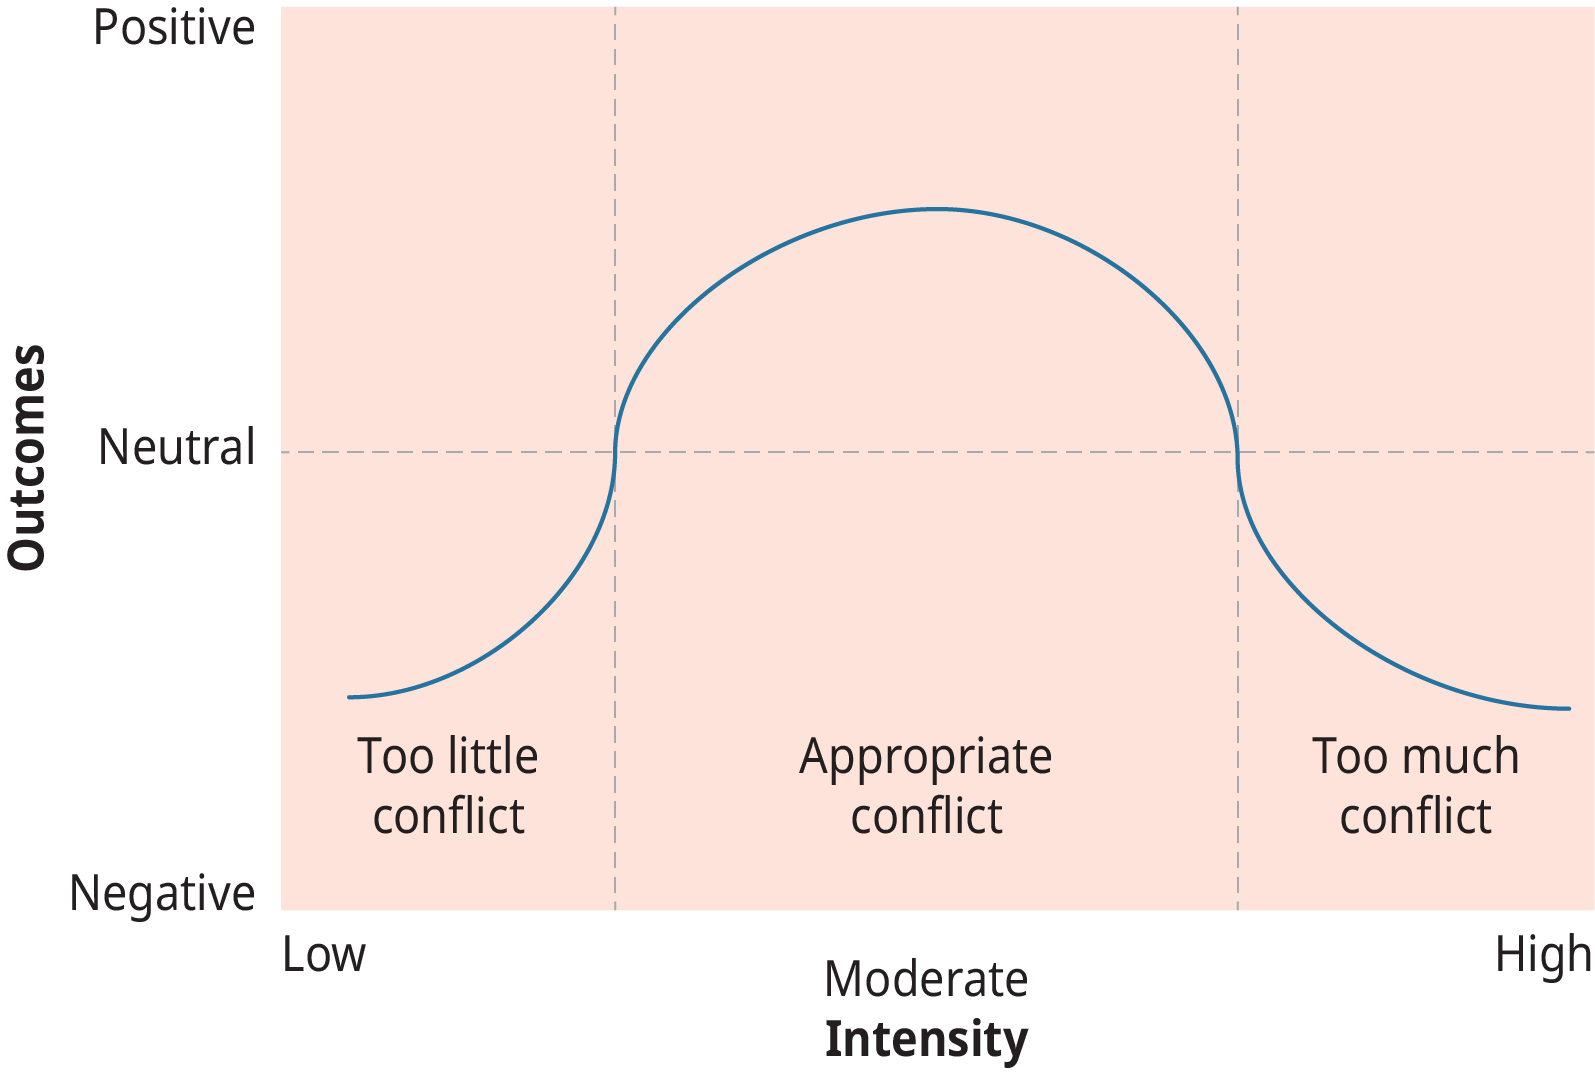 Positive
Outcomes
Neutral
Too little
conflict
Appropriate
conflict
Too much
conflict
Negative
Low
Moderate
High
Intensity